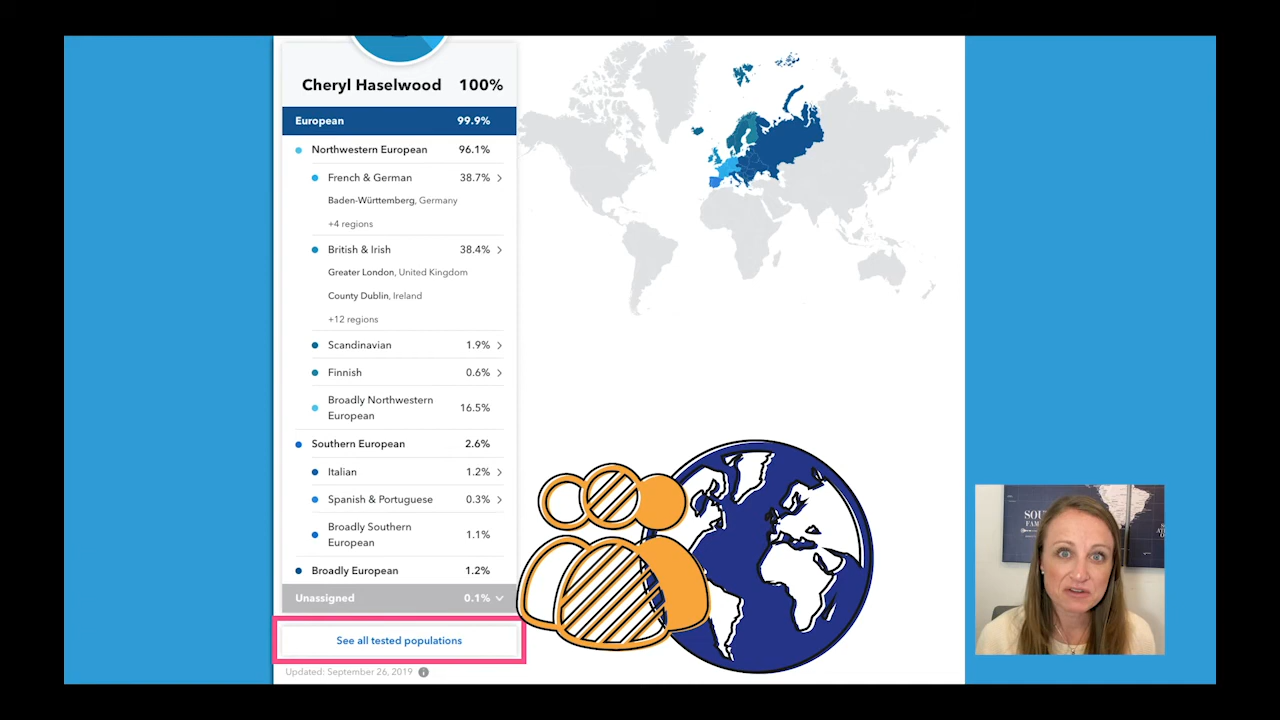 Cheryl Haselwood 100%
European 99.9%
Northwestern European 96.1%
French & German 38.7%
Baden-Württemberg, Germany
+4 regions
British & Irish 38.4%
Greater London, United Kingdom
County Dublin, Ireland
+12 regions
Scandinavian 1.9%
Finnish 0.6%
Broadly Northwestern
European 16.5%
Southern European 2.6%
Italian 1.2%
Spanish & Portuguese 0.3%
Broadly Southern
European 1.1%
Broadly European 1.2%
Unassigned 0.1%
See all tested populations
Updated: September 26, 2019